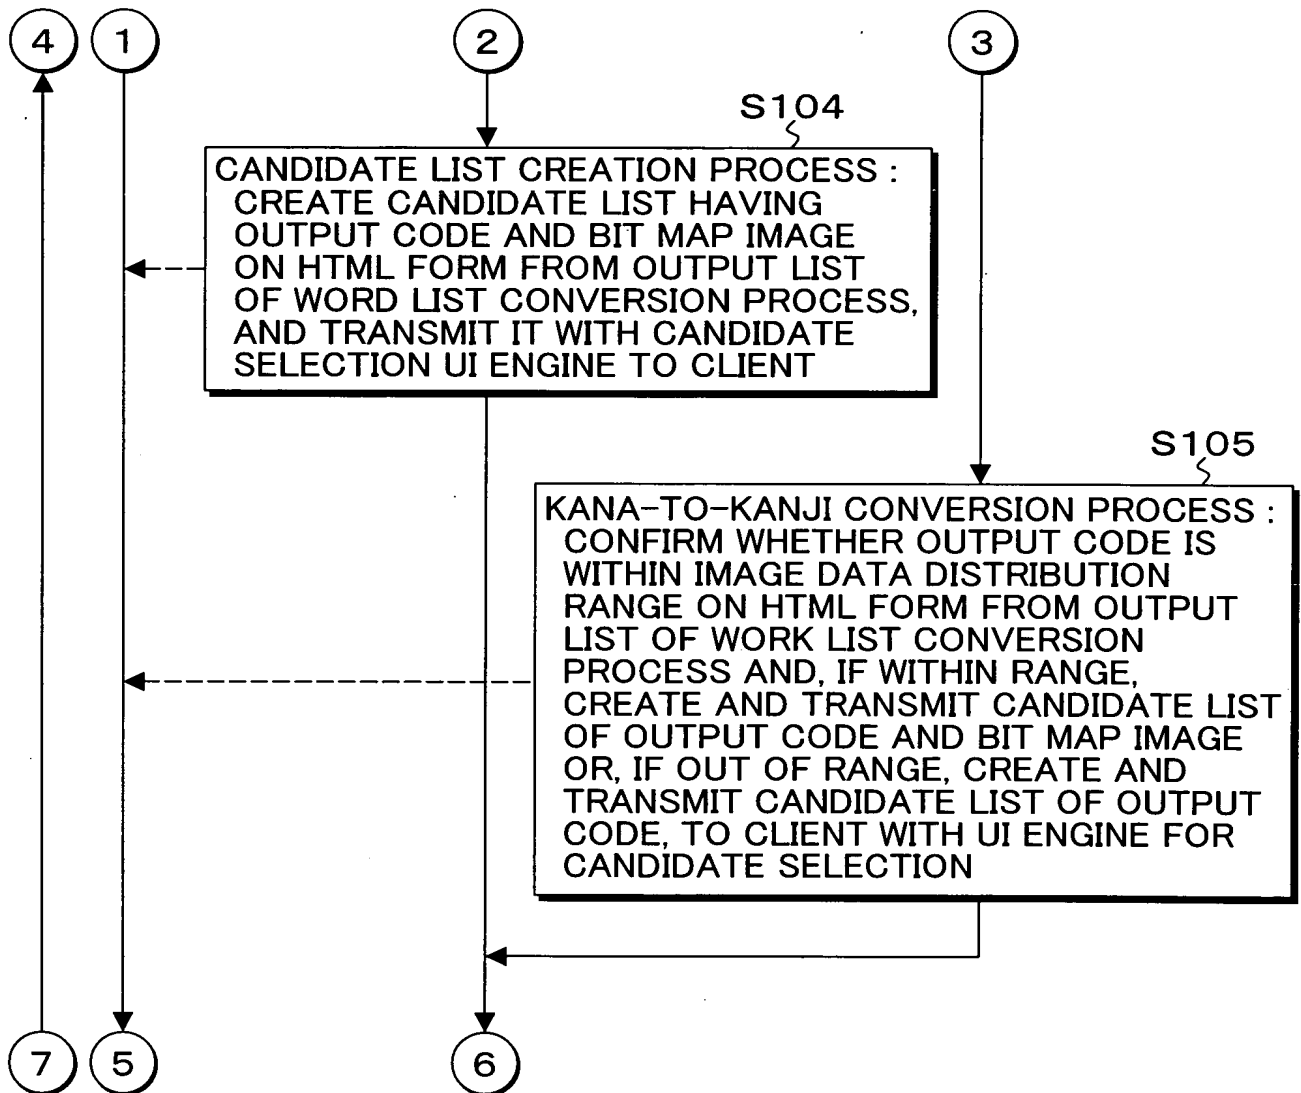 4 1 2 3
S104
CANDIDATE LIST CREATION PROCESS :
CREATE CANDIDATE LIST HAVING
OUTPUT CODE AND BIT MAP IMAGE
ON HTML FORM FROM OUTPUT LIST
OF WORD LIST CONVERSION PROCESS,
AND TRANSMIT IT WITH CANDIDATE
SELECTION UI ENGINE TO CLIENT
S105
KANA-TO-KANJI CONVERSION PROCESS :
CONFIRM WHETHER OUTPUT CODE IS
WITHIN IMAGE DATA DISTRIBUTION
RANGE ON HTML FORM FROM OUTPUT
LIST OF WORK LIST CONVERSION
PROCESS AND, IF WITHIN RANGE,
CREATE AND TRANSMIT CANDIDATE LIST
OF OUTPUT CODE AND BIT MAP IMAGE
OR, IF OUT OF RANGE, CREATE AND
TRANSMIT CANDIDATE LIST OF OUTPUT
CODE, TO CLIENT WITH UI ENGINE FOR
CANDIDATE SELECTION
7 5 6